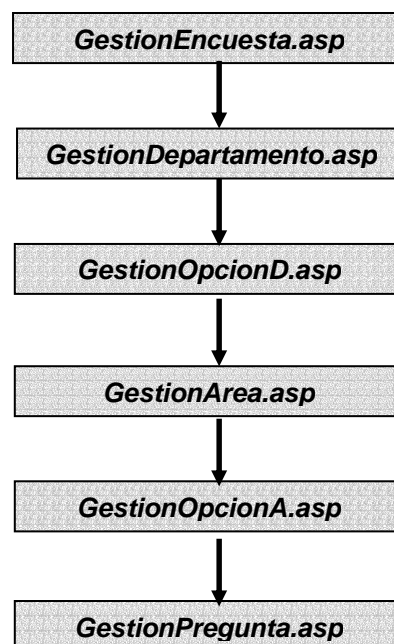 GestionEncuesta.asp
GestionDepartamento.asp
GestionOpcionD.asp
GestionArea.asp
GestionOpcionA.asp
GestionPregunta.asp